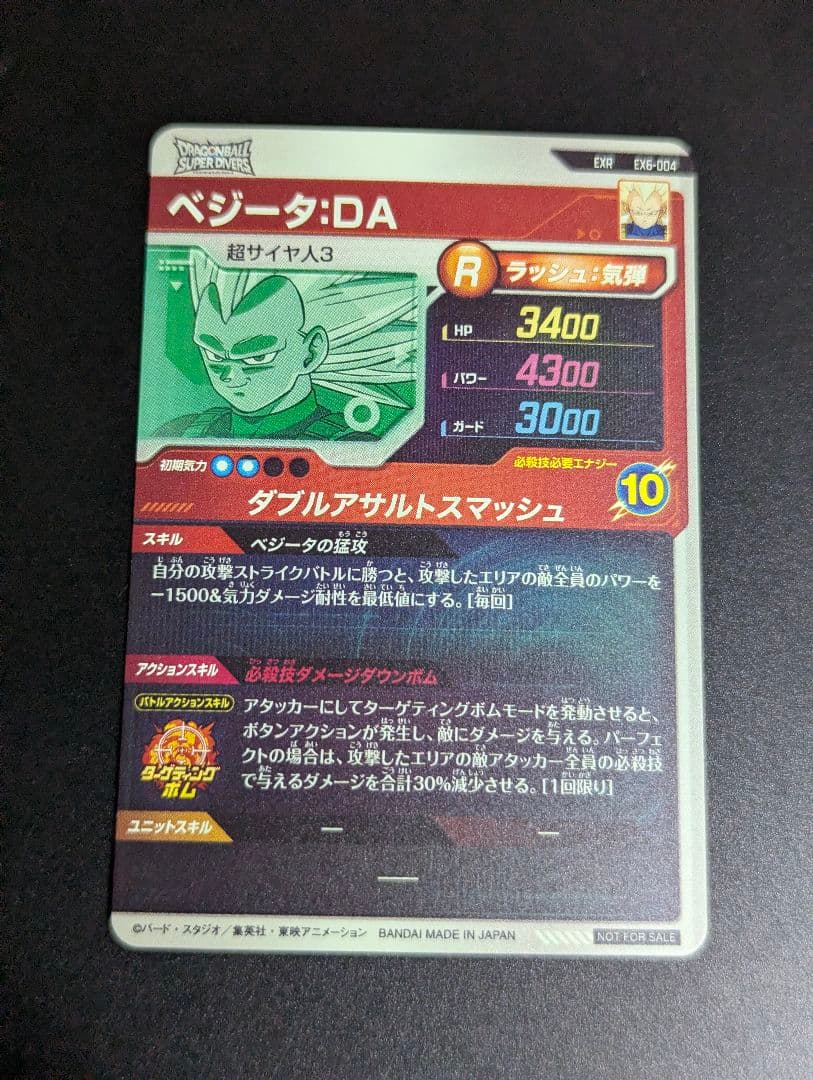 DRAGONBALL
SUPER DIVERS
EXR EX6-004
ベジータ:DA
超サイヤ人3
R ラッシュ:気弾
HP 3400
パワー 4300
ガード 3000
初期気力
必殺技必要エナジー
10
ダブルアサルトスマッシュ
スキル ベジータの猛攻
自分の攻撃ストライクバトルに勝つと、攻撃したエリアの敵全員のパワーを
-1500&気力ダメージ耐性を最低値にする。[毎回]
アクションスキル 必殺技ダメージダウンボム
バトルアクションスキル
ターゲティング
ボム
アタッカーにしてターゲティングボムモードを発動させると、
ボタンアクションが発生し、敵にダメージを与える。パーフェ
クトの場合は、攻撃したエリアの敵アタッカー全員の必殺技
で与えるダメージを合計30%減少させる。[1回限り]
ユニットスキル — —
—
©バード・スタジオ/集英社・東映アニメーション BANDAI MADE IN JAPAN
NOT FOR SALE